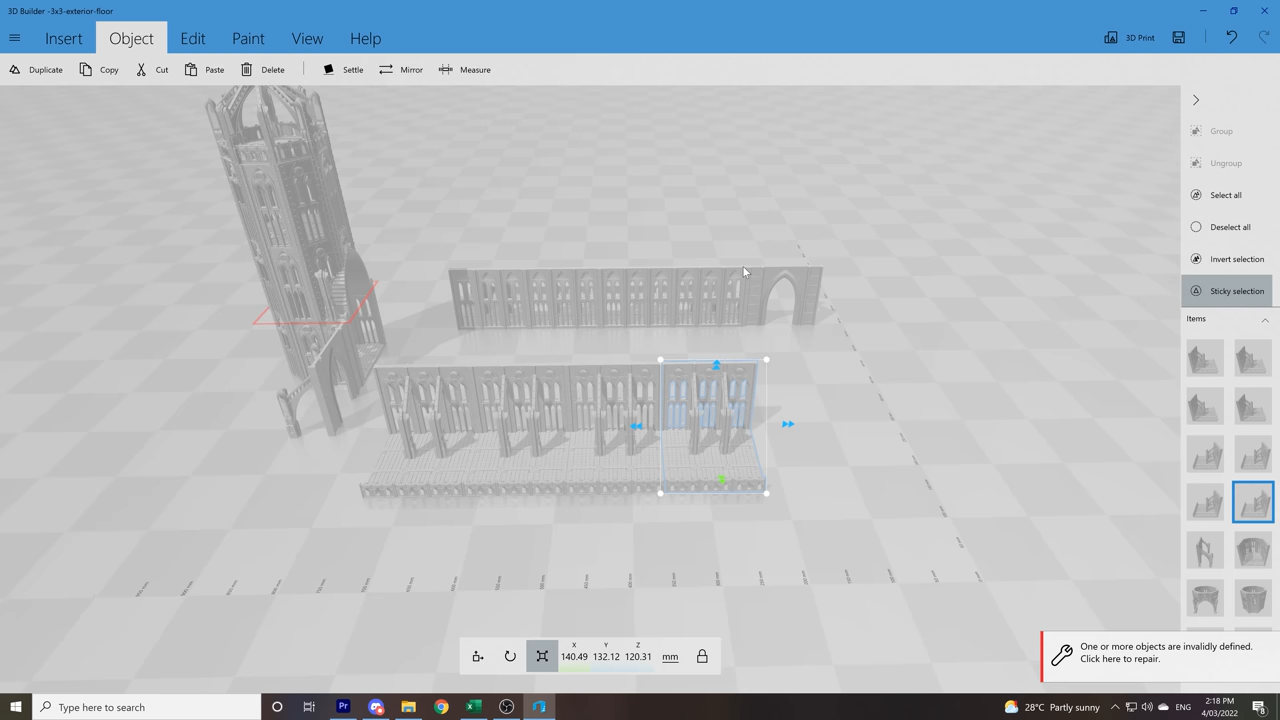 3D Builder -3x3-exterior-floor
Insert Object Edit Paint View Help
3D Print
Duplicate Copy Cut Paste Delete Settle Mirror Measure
Group
Ungroup
Select all
Deselect all
Invert selection
Sticky selection
Items
X Y Z
140.49 132.12 120.31 mm
One or more objects are invalidly defined.
Click here to repair.
Type here to search
28°C Partly sunny
ENG
2:18 PM
4/03/2022